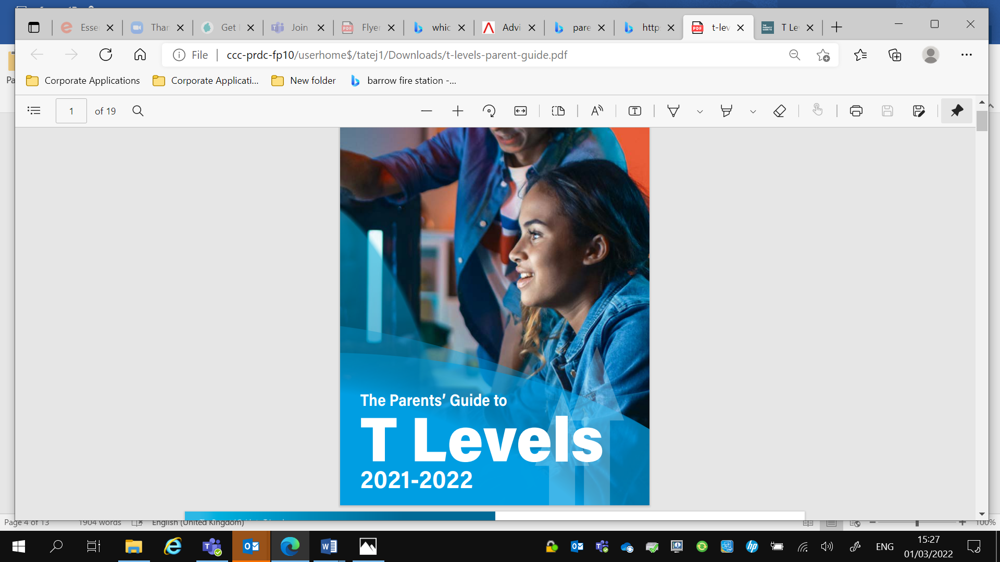 Esse
Thar
Get
Join
Flyer
whic
Advi
pare
http
t-lev
T Le
File
ccc-prdc-fp10/userhome$/tatej1/Downloads/t-levels-parent-guide.pdf
Corporate Applications
Corporate Applicati...
New folder
barrow fire station -...
Pa
1
of 19
The Parents’ Guide to
T Levels
2021-2022
Page 4 of 13
1904 words
English (United Kingdom)
100%
ENG
15:27
01/03/2022